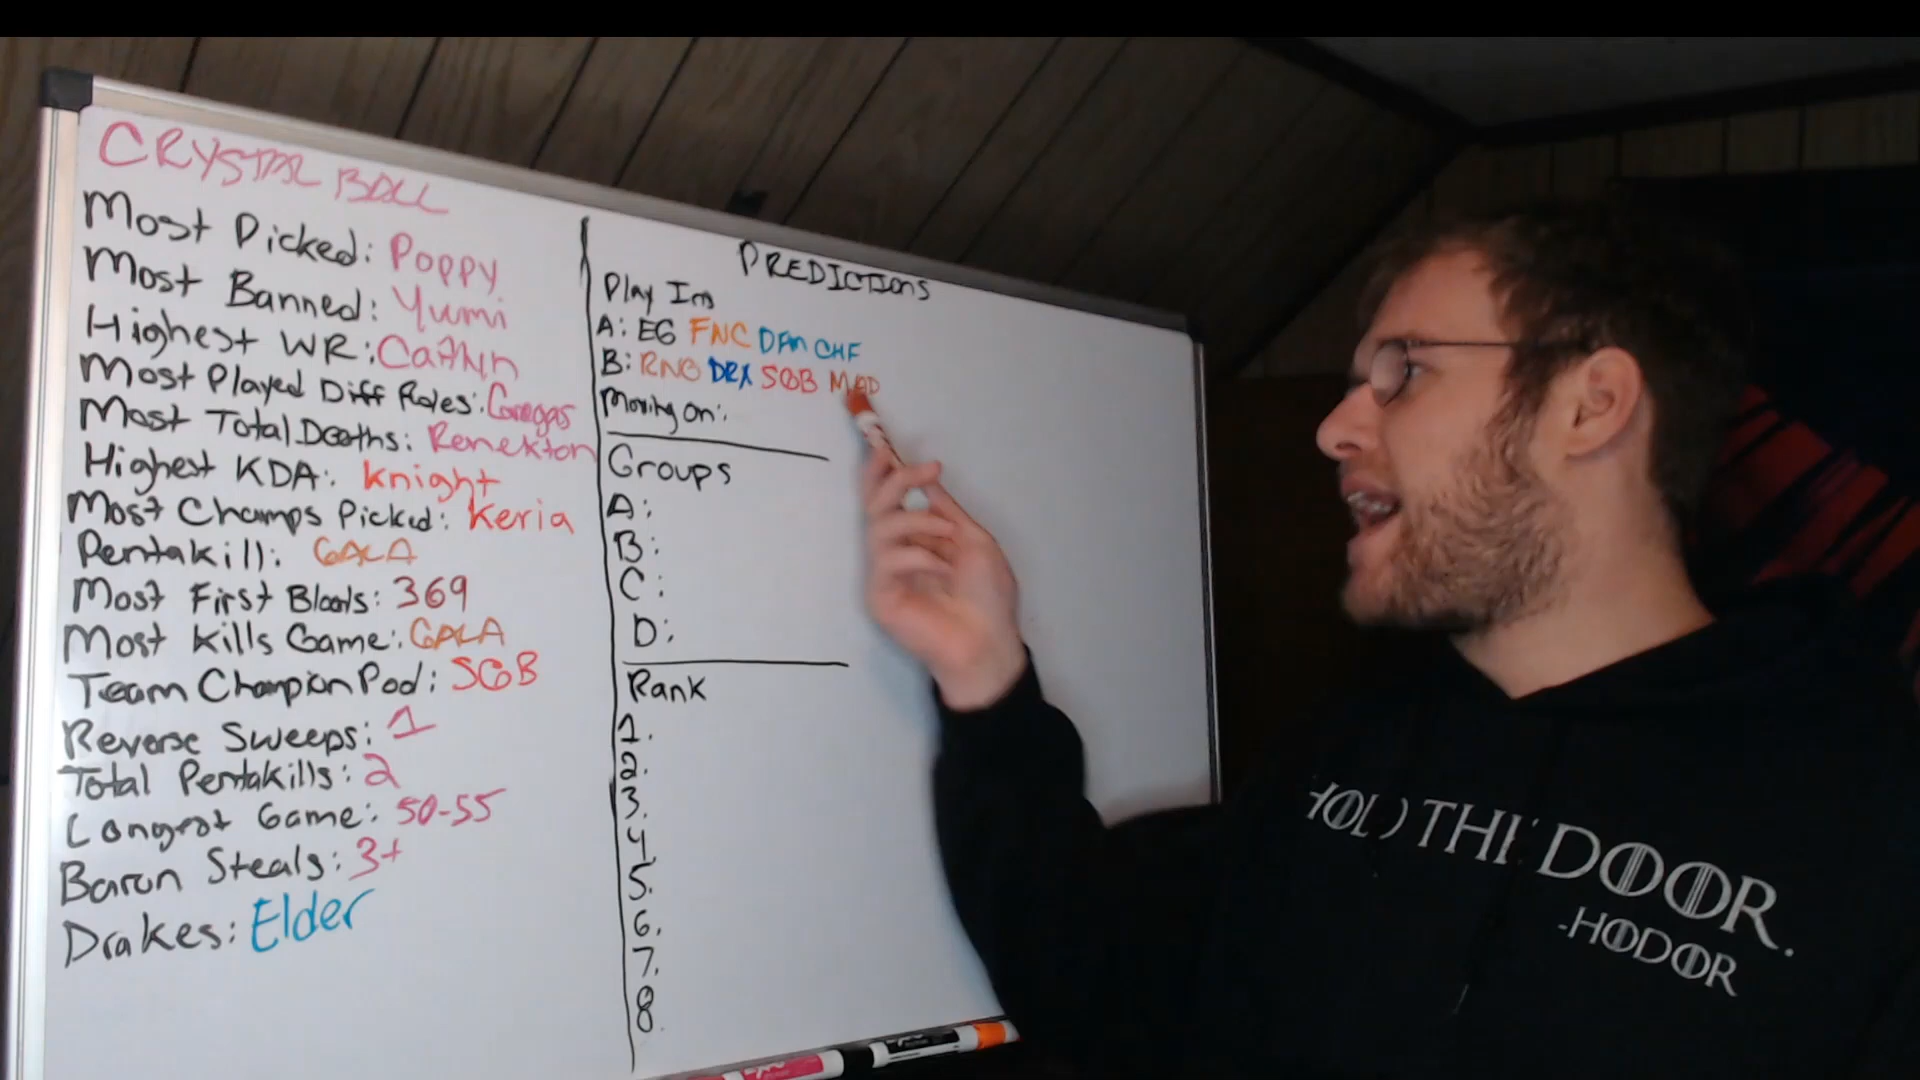 CRYSTAL BALL
Most Picked: Poppy
Most Banned: Yumi
Highest WR: Caitlyn
Most Played Diff Roles: Gragas
Most Total Deaths: Renekton
Highest KDA: Knight
Most Champs Picked: Keria
Pentakill: GALA
Most First Bloods: 369
Most Kills Game: GALA
Team Champion Pod: SGB
Reverse Sweeps: 1
Total Pentakills: 2
Longest Game: 50-55
Baron Steals: 3+
Drakes: Elder
PREDICTIONS
Play Ins
A: EG FNC DFM CHF
B: RNG DRX SGB MAD
Moving on:
Groups
A:
B:
C:
D:
Rank
1.
2.
3.
4.
5.
6.
7.
8.
HOLD THE DOOR.
-HODOR